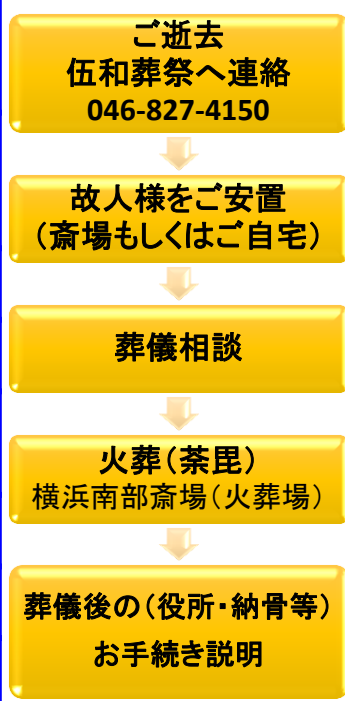 ご逝去
伍和葬祭へ連絡
046-827-4150
故人様をご安置
（斎場もしくはご自宅）
葬儀相談
火葬（荼毘）
横浜南部斎場（火葬場）
葬儀後の（役所・納骨等）
お手続き説明